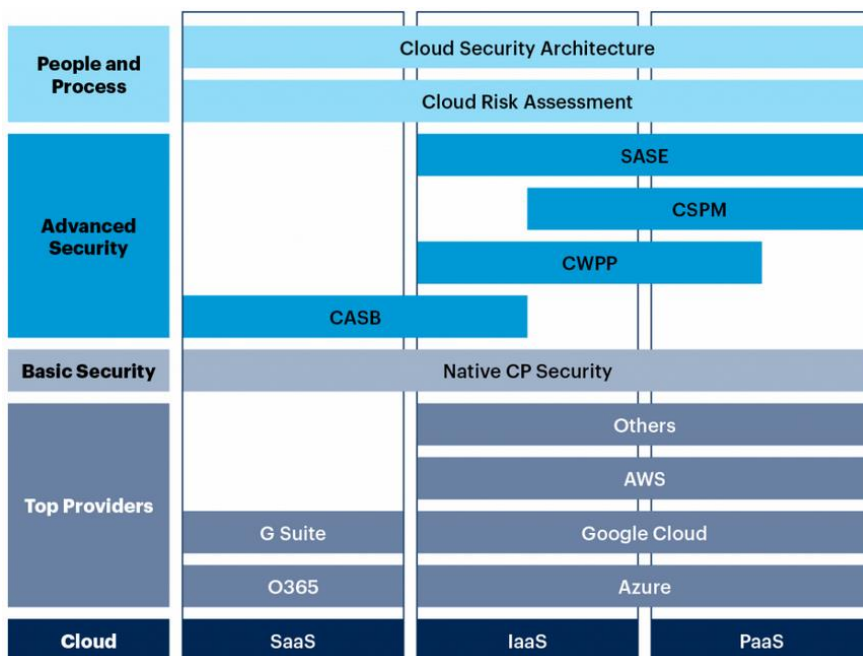 People and
Process
Cloud Security Architecture
Cloud Risk Assessment
Advanced
Security
SASE
CSPM
CWPP
CASB
Basic Security
Native CP Security
Top Providers
Others
AWS
G Suite
Google Cloud
O365
Azure
Cloud
SaaS
IaaS
PaaS